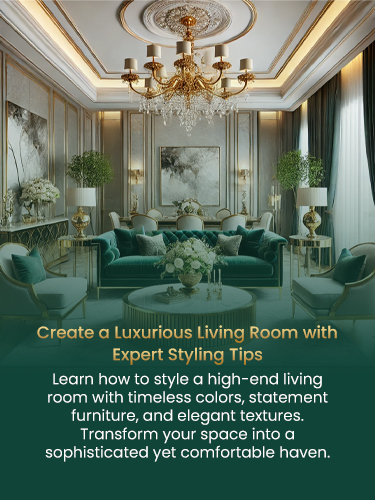 Create a Luxurious Living Room with
Expert Styling Tips
Learn how to style a high-end living
room with timeless colors, statement
furniture, and elegant textures.
Transform your space into a
sophisticated yet comfortable haven.